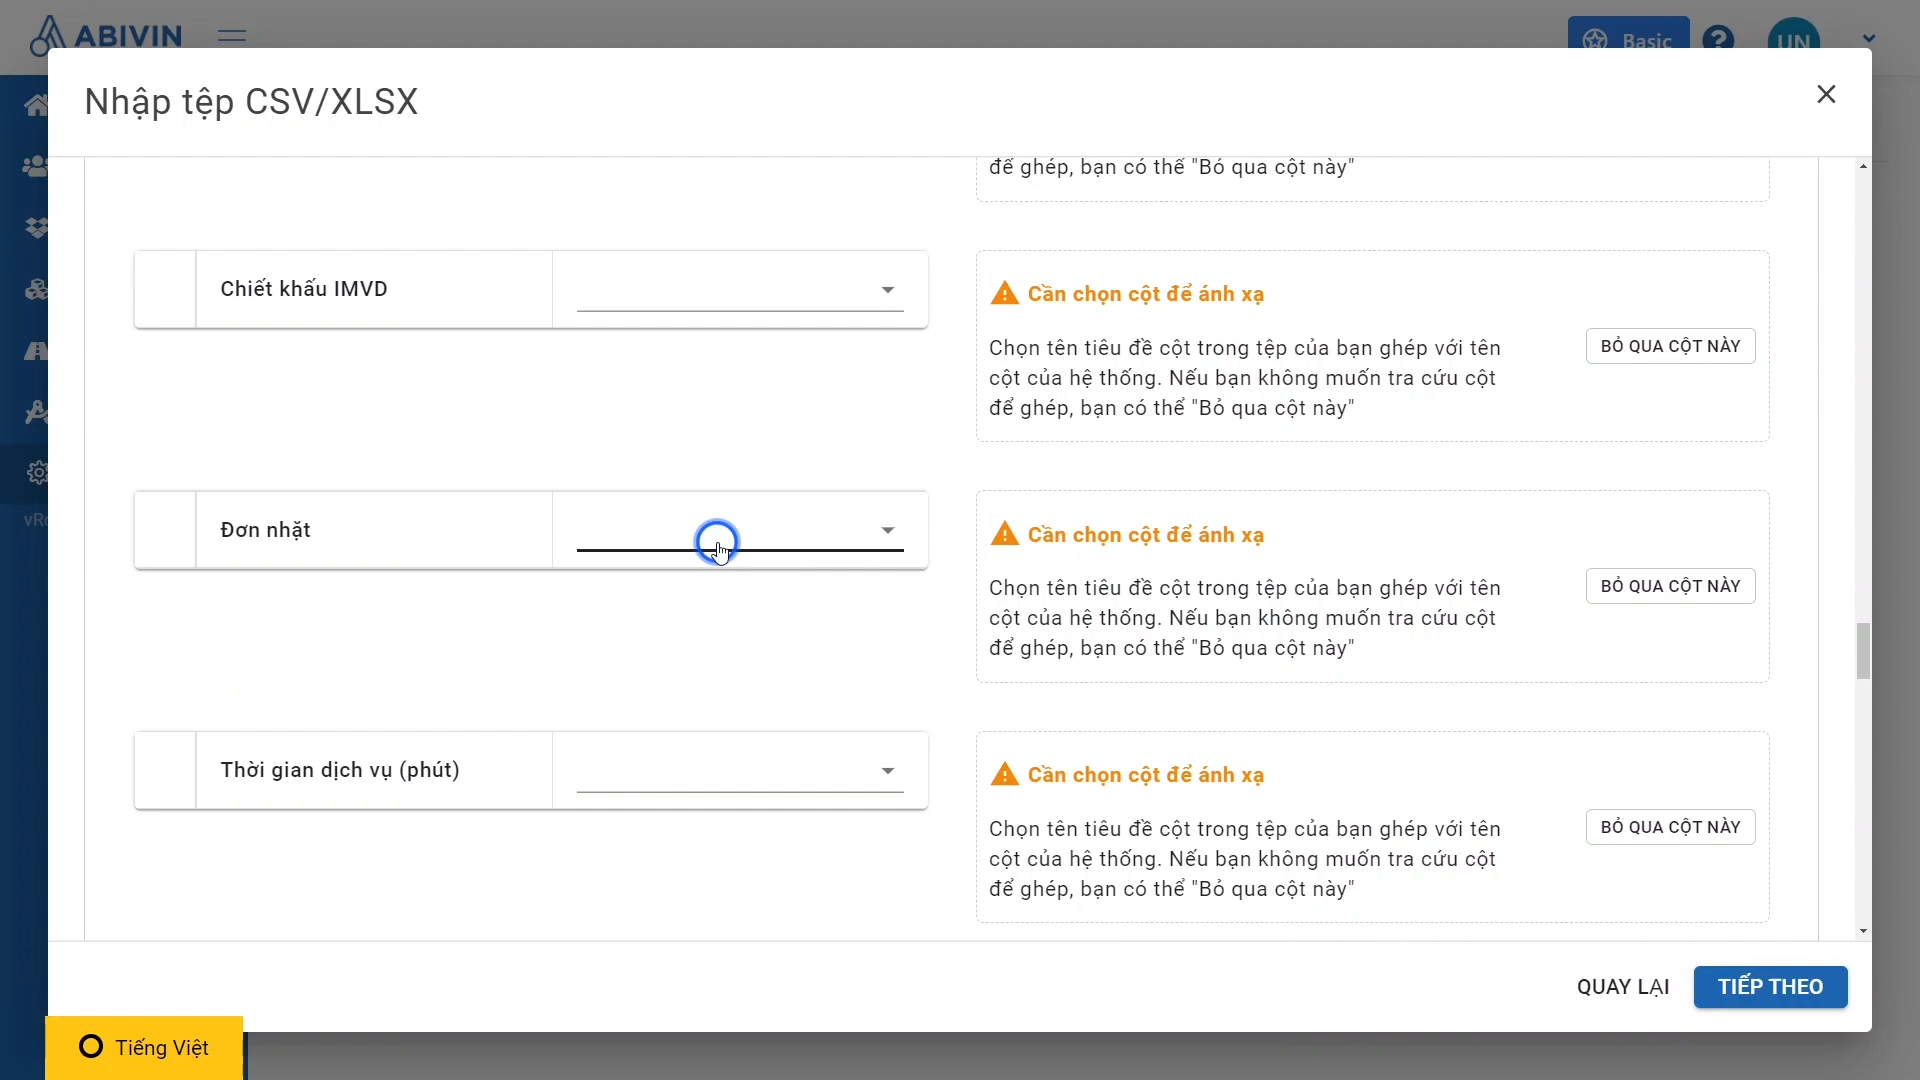 ABIVIN
Basic
UN
Nhập tệp CSV/XLSX
để ghép, bạn có thể "Bỏ qua cột này"
Chiết khấu IMVD
Cần chọn cột để ánh xạ
Chọn tên tiêu đề cột trong tệp của bạn ghép với tên
cột của hệ thống. Nếu bạn không muốn tra cứu cột
để ghép, bạn có thể "Bỏ qua cột này"
BỎ QUA CỘT NÀY
Đơn nhặt
Cần chọn cột để ánh xạ
Chọn tên tiêu đề cột trong tệp của bạn ghép với tên
cột của hệ thống. Nếu bạn không muốn tra cứu cột
để ghép, bạn có thể "Bỏ qua cột này"
BỎ QUA CỘT NÀY
Thời gian dịch vụ (phút)
Cần chọn cột để ánh xạ
Chọn tên tiêu đề cột trong tệp của bạn ghép với tên
cột của hệ thống. Nếu bạn không muốn tra cứu cột
để ghép, bạn có thể "Bỏ qua cột này"
BỎ QUA CỘT NÀY
QUAY LẠI
TIẾP THEO
Tiếng Việt